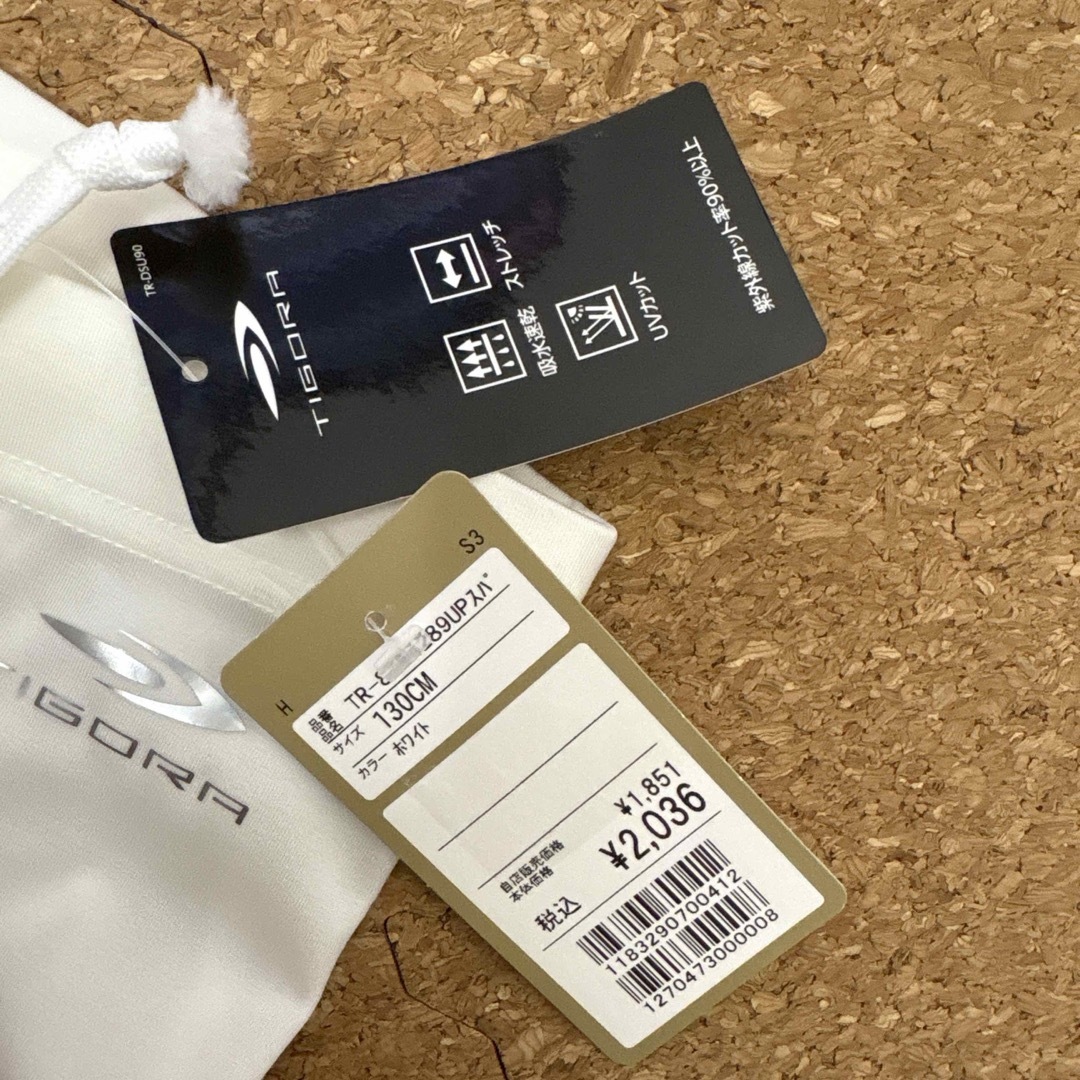 TR-DSU90
TIGORA
ストレッチ
吸水速乾
UVカット
紫外線カット率90%以上
TIGORA
S3
H
品番
品名
TR-8 289UPスパ
サイズ 130CM
カラー ホワイト
自店販売価格
本体価格
¥1,851
税込
¥2,036
1183290700412
1270473000008